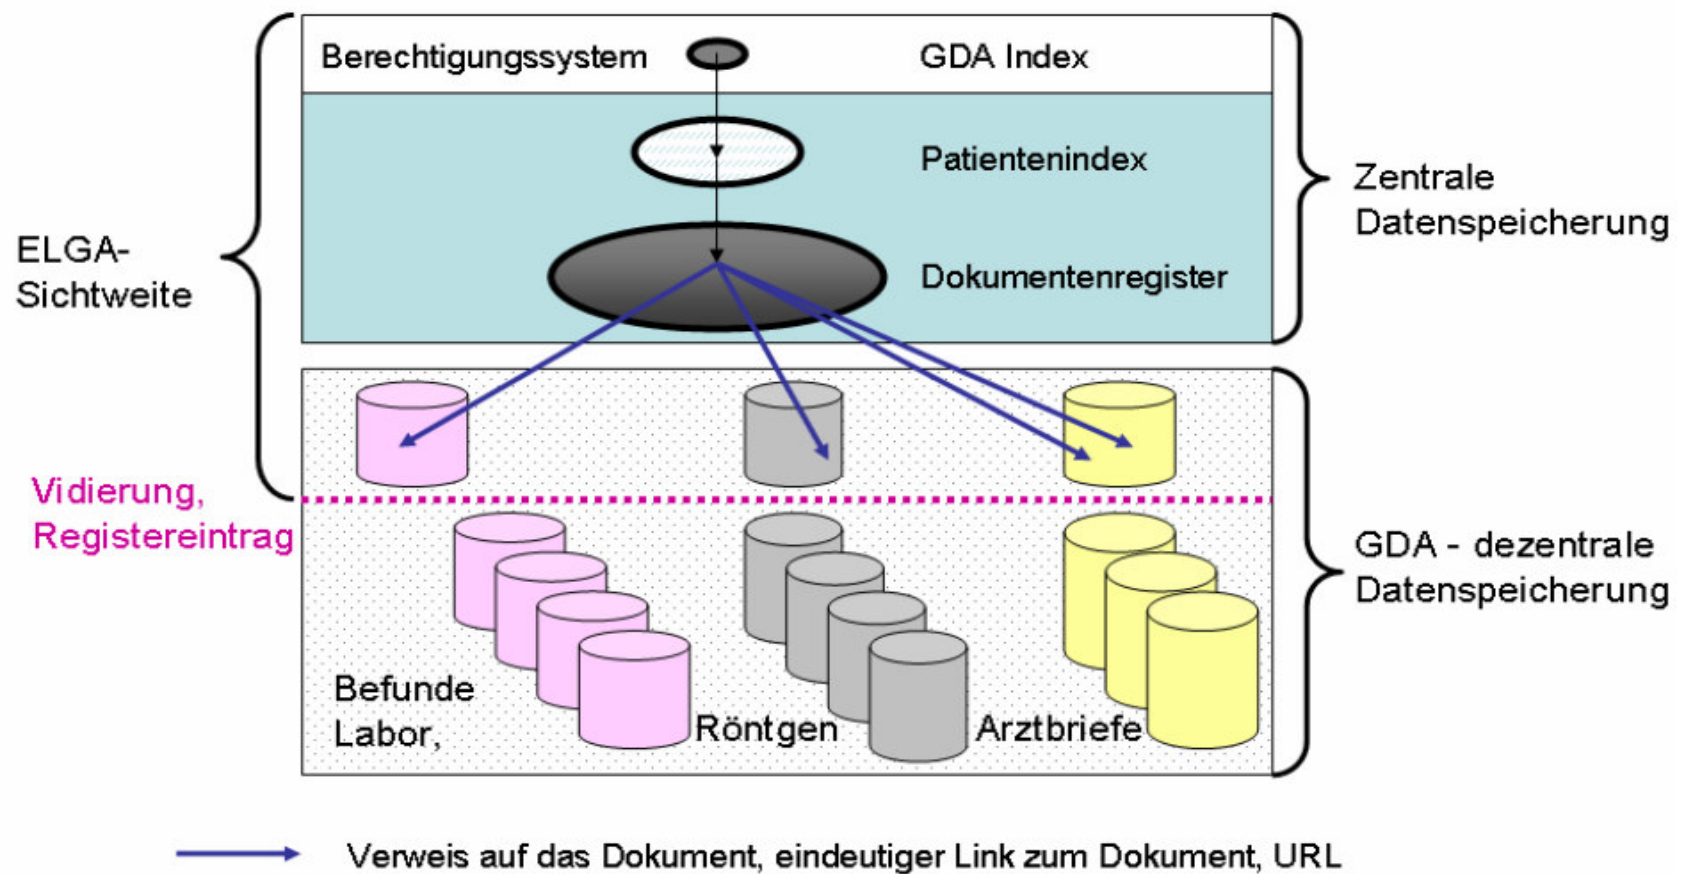 Berechtigungssystem
GDA Index
Patientenindex
Zentrale
Datenspeicherung
ELGA-
Sichtweite
Dokumentenregister
Vidierung,
Registereintrag
GDA - dezentrale
Datenspeicherung
Befunde
Labor,
Röntgen
Arztbriefe
Verweis auf das Dokument, eindeutiger Link zum Dokument, URL